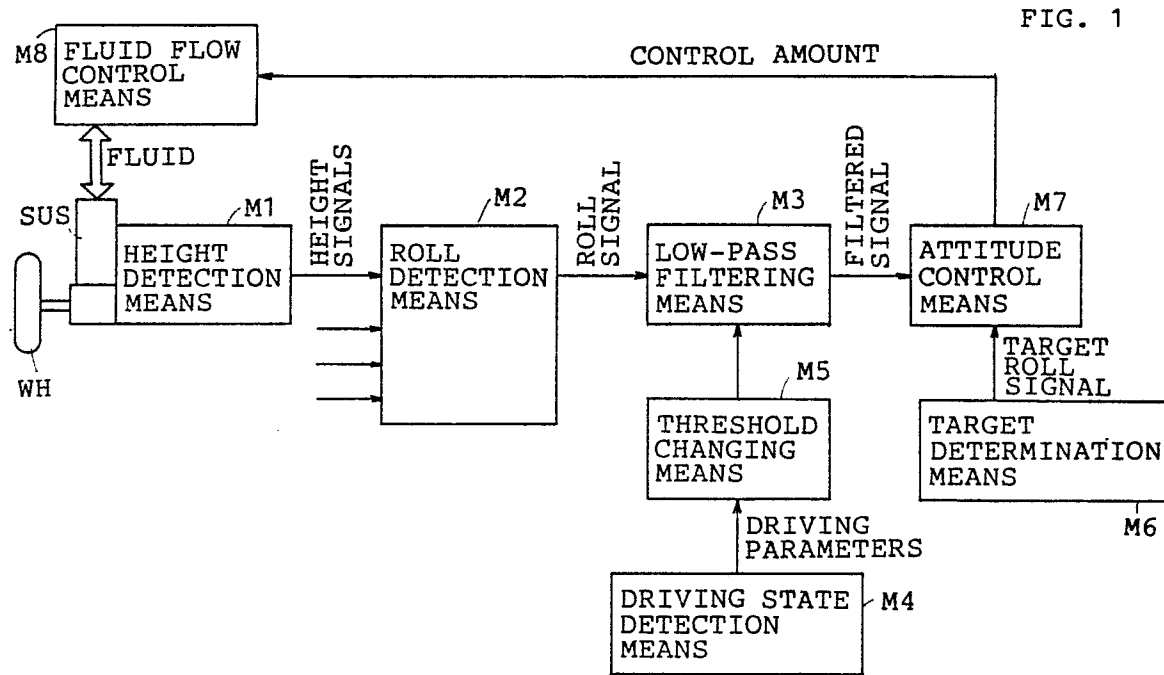 FIG. 1
M8
FLUID FLOW
CONTROL
MEANS
CONTROL AMOUNT
FLUID
SUS
M1
HEIGHT
DETECTION
MEANS
WH
HEIGHT
SIGNALS
M2
ROLL
DETECTION
MEANS
ROLL
SIGNAL
M3
LOW-PASS
FILTERING
MEANS
FILTERED
SIGNAL
M7
ATTITUDE
CONTROL
MEANS
TARGET
ROLL
SIGNAL
M5
THRESHOLD
CHANGING
MEANS
TARGET
DETERMINATION
MEANS
M6
DRIVING
PARAMETERS
DRIVING STATE
DETECTION
MEANS
M4